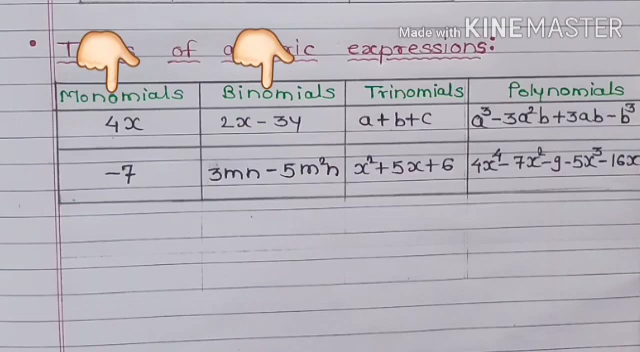 Made with KINEMASTER
of expressions:
Monomials Binomials Trinomials Polynomials
4x 2x - 3y a+b+c a³-3a²b+3ab-b³
-7 3mn - 5m²n x²+5x+6 4x⁴-7x²-9-5x³-16x